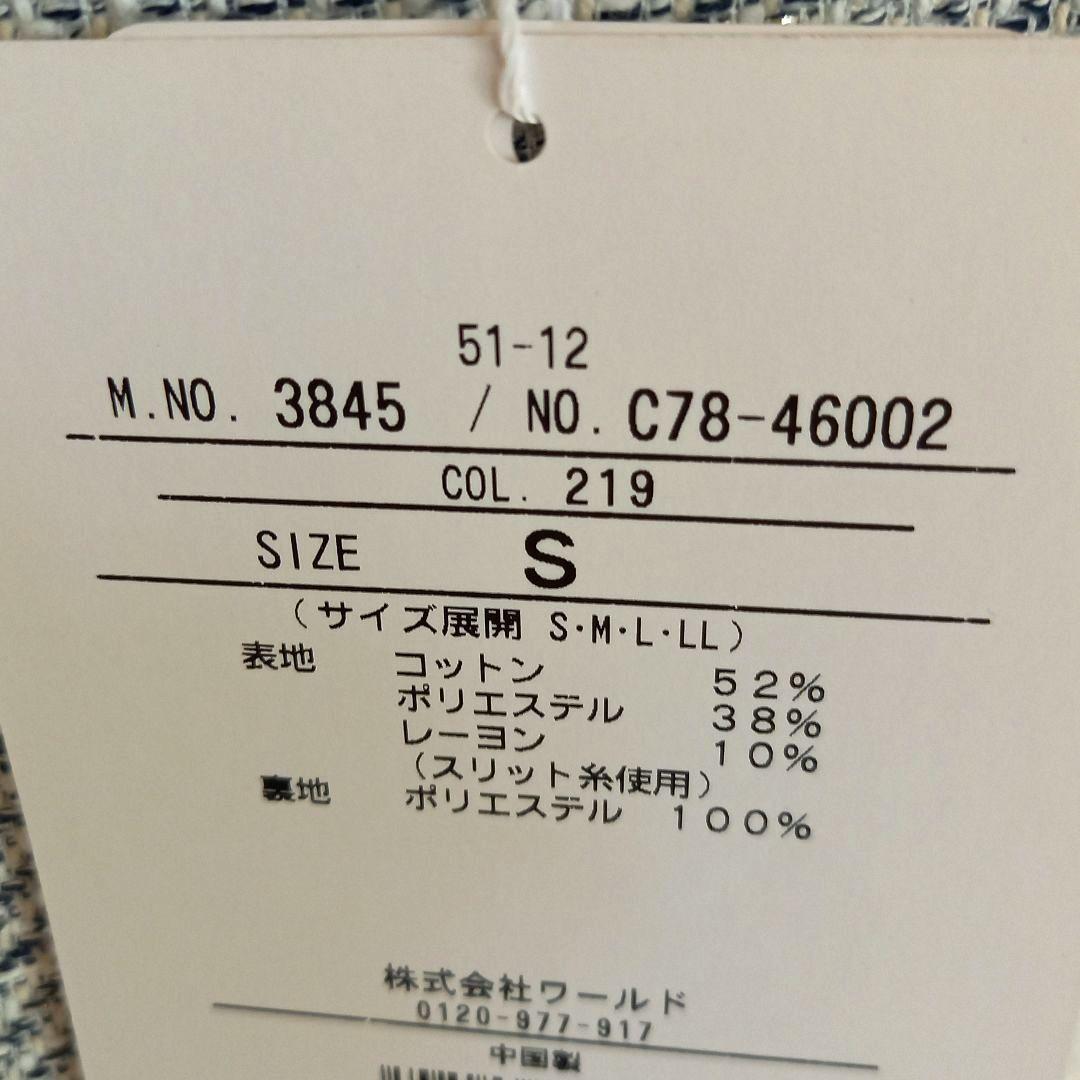 51-12
M.NO. 3845 / NO. C78-46002
COL. 219
SIZE S
(サイズ展開 S・M・L・LL)
表地 コットン 52%
ポリエステル 38%
レーヨン 10%
(スリット糸使用)
裏地 ポリエステル 100%
株式会社ワールド
0120-977-917
中国製